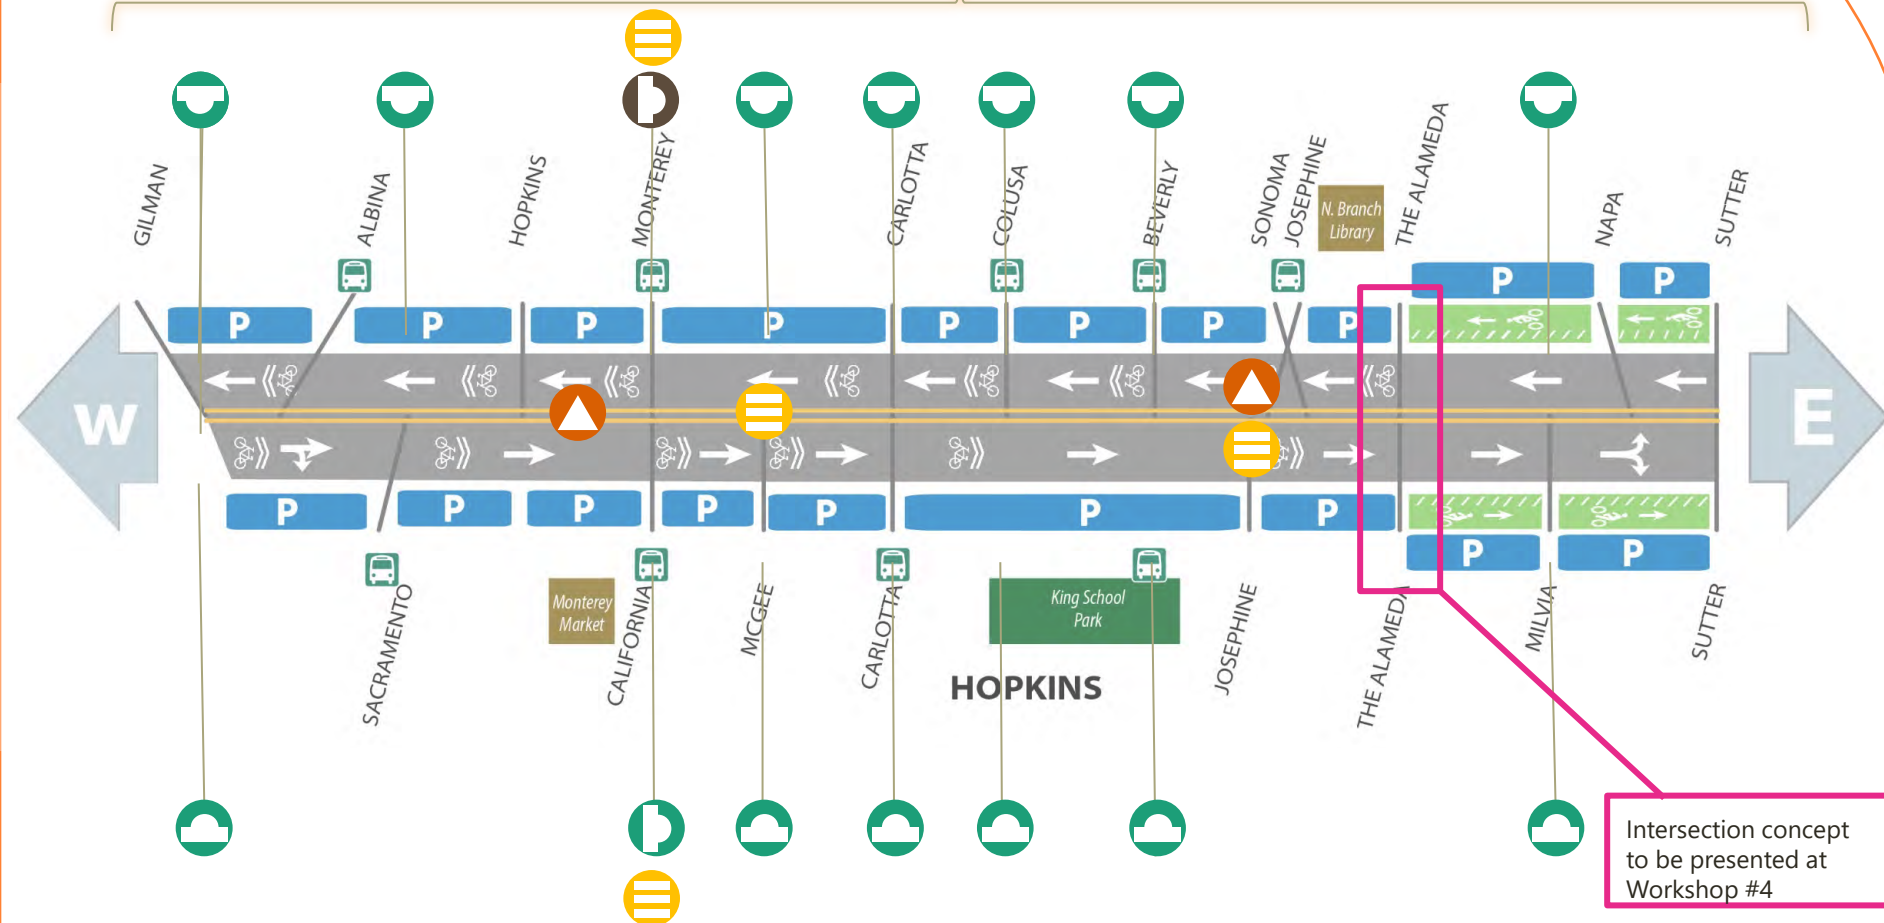 GILMAN
ALBINA
HOPKINS
MONTEREY
CARLOTTA
COLUSA
BEVERLY
SONOMA
JOSEPHINE
N. Branch
Library
THE ALAMEDA
NAPA
SUTTER
P
P
P
P
P
P
P
P
P
P
W
E
P
P
P
P
P
P
P
P
P
SACRAMENTO
Monterey
Market
CALIFORNIA
MCGEE
CARLOTTA
King School
Park
JOSEPHINE
THE ALAMEDA
MILVIA
SUTTER
HOPKINS
Intersection concept
to be presented at
Workshop #4